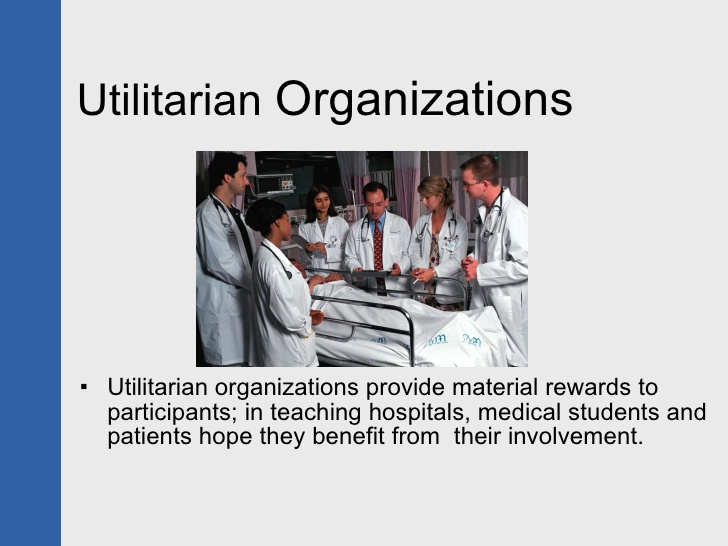 Utilitarian Organizations
▪ Utilitarian organizations provide material rewards to
participants; in teaching hospitals, medical students and
patients hope they benefit from  their involvement.